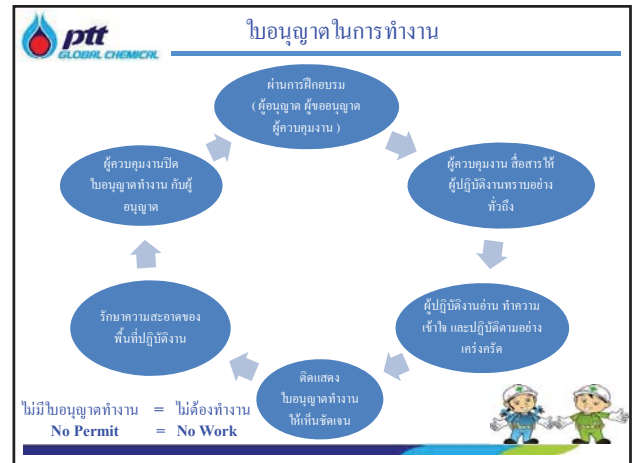 ptt
GLOBAL CHEMICAL
ใบอนุญาตในการทำงาน
ผ่านการฝึกอบรม
( ผู้อนุญาต ผู้ขออนุญาต
ผู้ควบคุมงาน )
ผู้ควบคุมงาน สื่อสารให้
ผู้ปฏิบัติงานทราบอย่าง
ทั่วถึง
ผู้ปฏิบัติงานอ่าน ทำความ
เข้าใจ และปฏิบัติตามอย่าง
เคร่งครัด
ติดแสดง
ใบอนุญาตทำงาน
ให้เห็นชัดเจน
รักษาความสะอาดของ
พื้นที่ปฏิบัติงาน
ผู้ควบคุมงานปิด
ใบอนุญาตทำงาน กับผู้
อนุญาต
ไม่มีใบอนุญาตทำงาน = ไม่ต้องทำงาน
No Permit = No Work